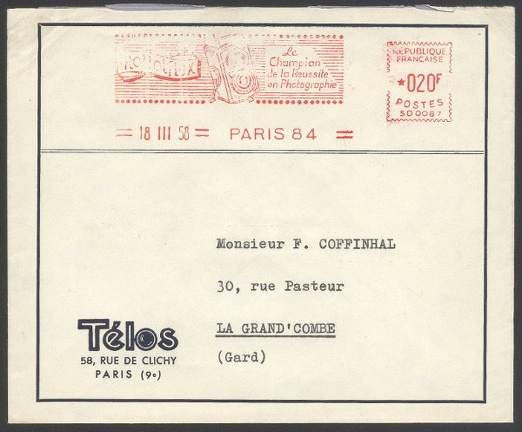 ROLLEIFLEX
Le
Champion
de la Réussite
en Photographie
RÉPUBLIQUE
FRANÇAISE
*020F
POSTES
SD0087
18 III 58 PARIS 84
Monsieur F. COFFINHAL
30, rue Pasteur
LA GRAND'COMBE
(Gard)
Télos
58, RUE DE CLICHY
PARIS (9e)